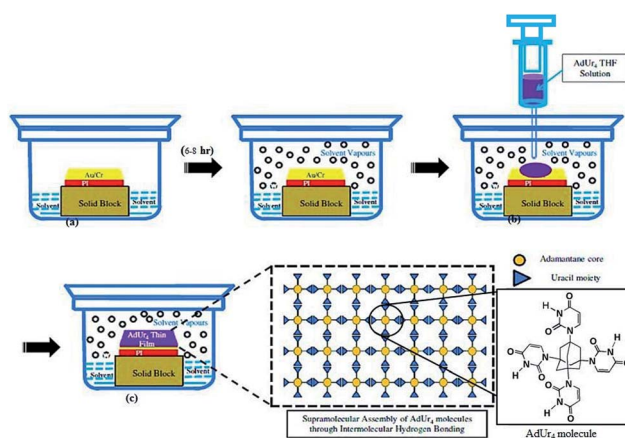 AdUr₄ THF
Solution
(6-8 hr)
Solvent Vapours
Solvent Vapours
Au/Cr
PI
Solvent
Solid Block
Solvent
(a)
Au/Cr
PI
Solvent
Solid Block
Solvent
Au/Cr
PI
Solvent
Solid Block
Solvent
(b)
Adamantane core
Uracil moiety
Solvent Vapours
AdUr₄ Thin
Film
PI
Solvent
Solid Block
Solvent
(c)
H
O
N
O
N
O
N
H
N
O
N
N
O
H
O
N
O
N
H
O
Supramolecular Assembly of AdUr₄ molecules
through Intermolecular Hydrogen Bonding
AdUr₄ molecule